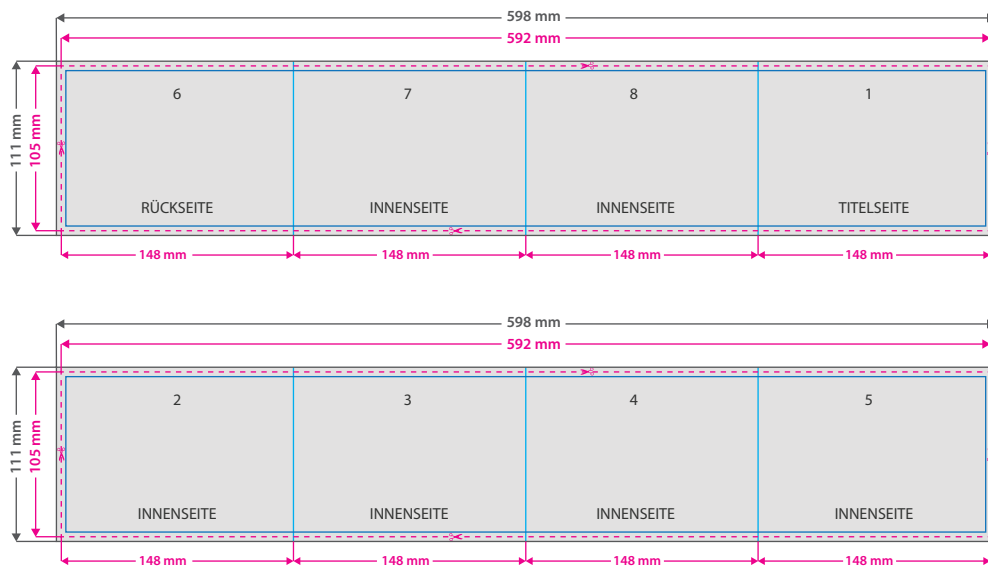 598 mm
592 mm
111 mm
105 mm
6 7 8 1
RÜCKSEITE INNENSEITE INNENSEITE TITELSEITE
148 mm 148 mm 148 mm 148 mm
598 mm
592 mm
111 mm
105 mm
2 3 4 5
INNENSEITE INNENSEITE INNENSEITE INNENSEITE
148 mm 148 mm 148 mm 148 mm